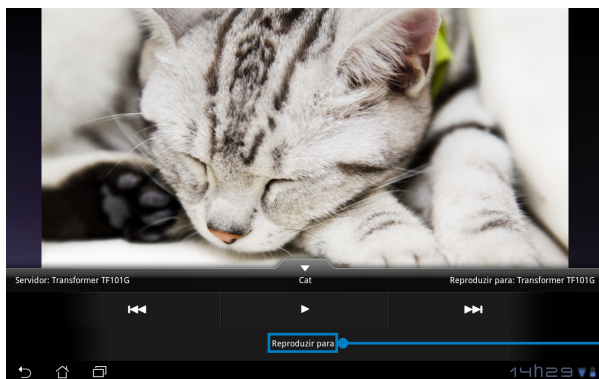 Servidor: Transformer TF101G
Cat
Reproduzir para: Transformer TF101G
Reproduzir para
14h29